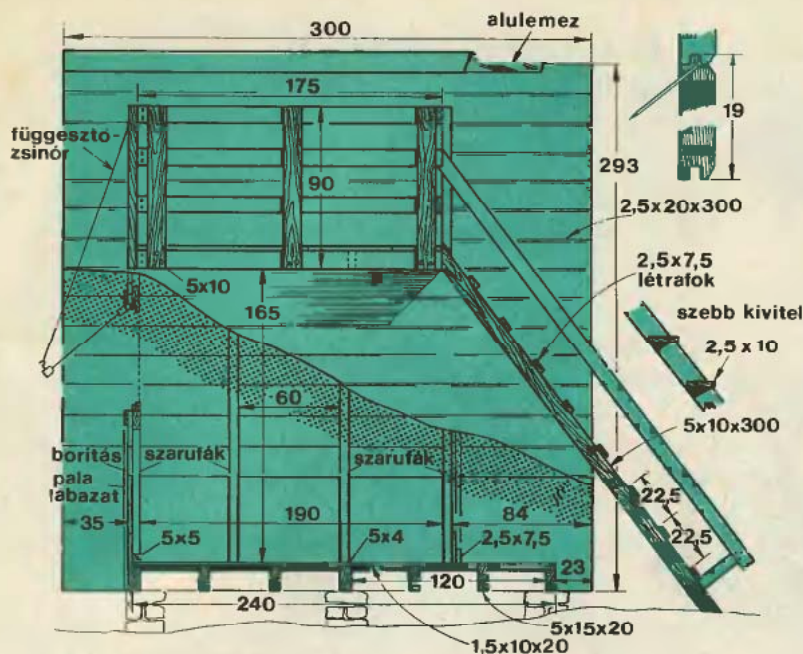 300
alulemez
175
függesztő-
zsinór
90
19
293
2,5x20x300
5x10
165
2,5x7,5
létrafok
szebb kivitel
2,5 x 10
60
5x10x300
borítás
szarufák
szarufák
pala
lábazat
22,5
22,5
35
190
84
5x5
5x4
2,5x7,5
120
23
240
5x15x20
1,5x10x20